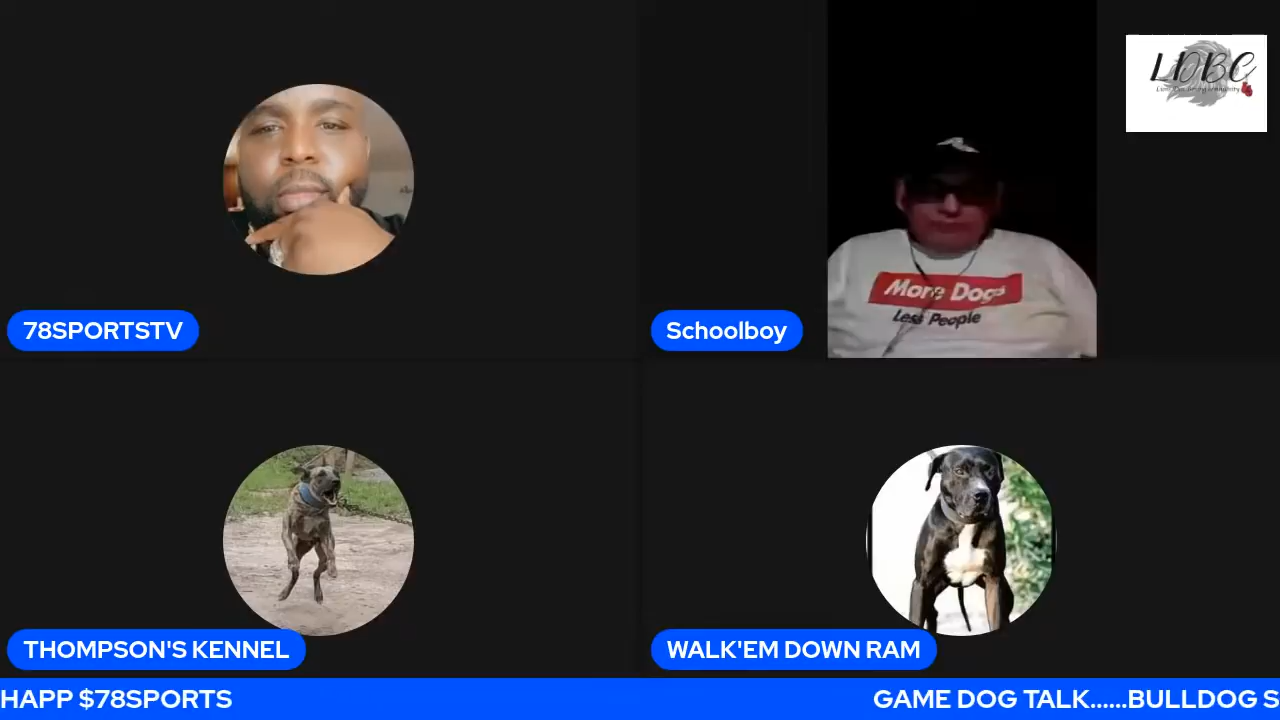 LDBC
78SPORTSTV
Schoolboy
More Dogs
Less People
THOMPSON'S KENNEL
WALK'EM DOWN RAM
HAPP $78SPORTS
GAME DOG TALK......BULLDOG S